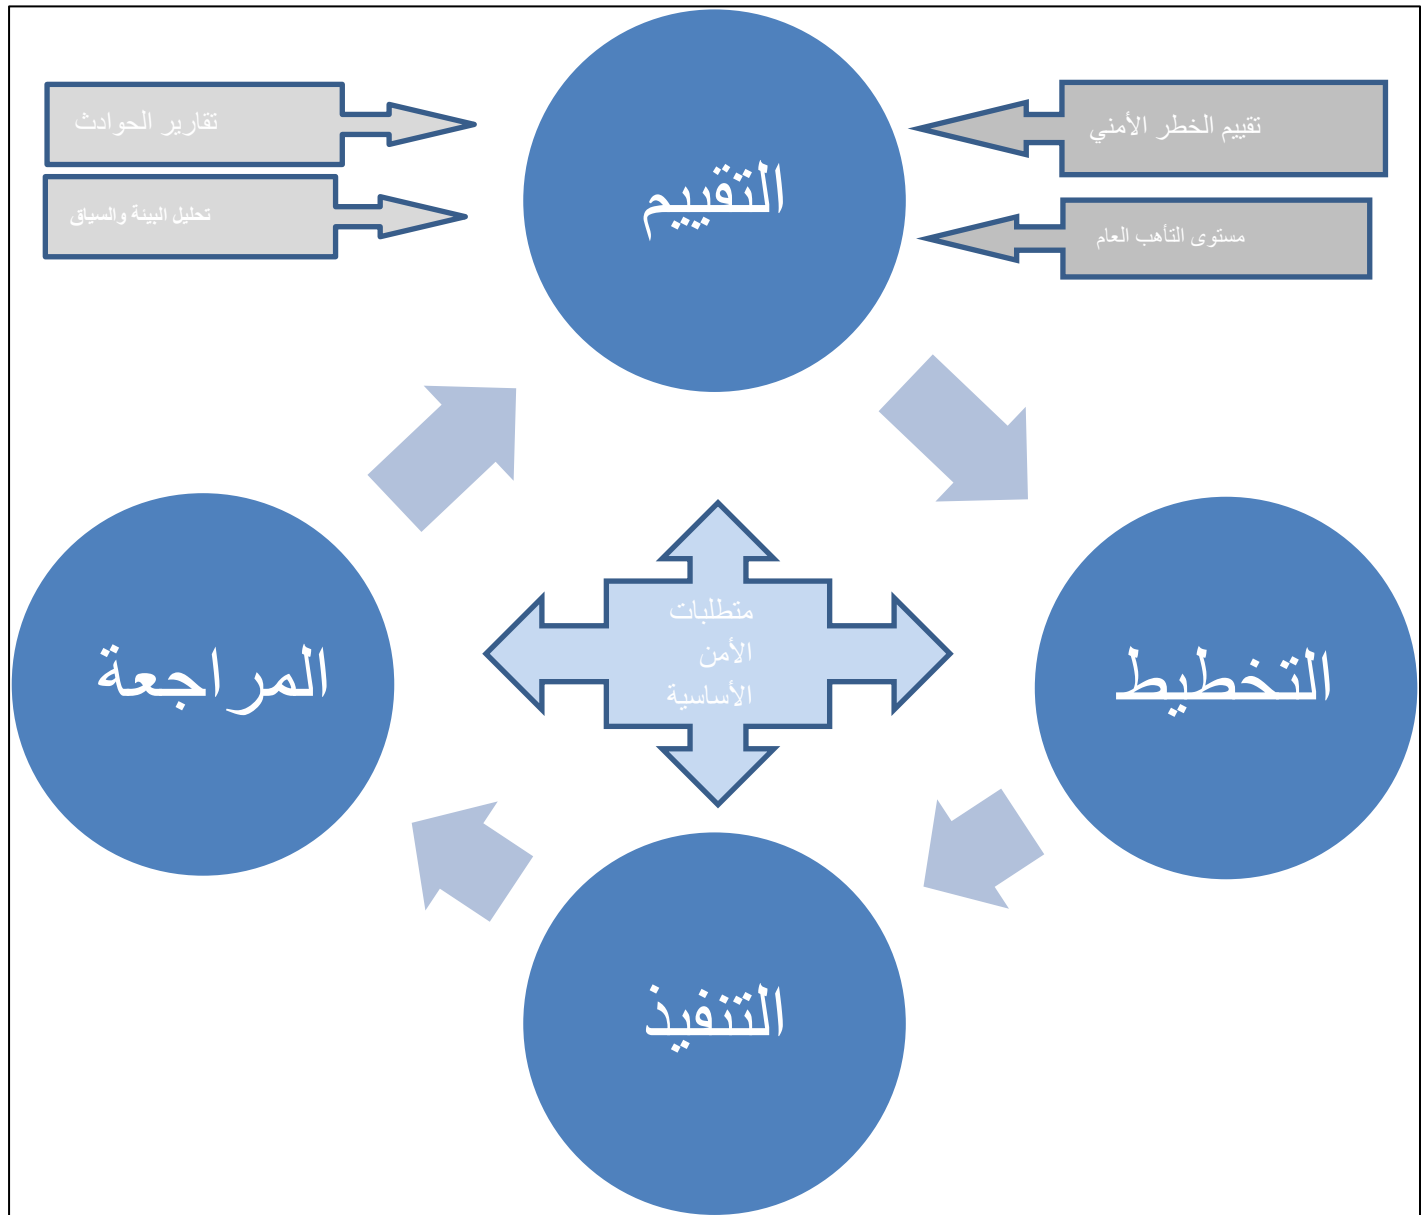 تقييم الخطر الأمني
تقارير الحوادث
مستوى التأهب العام
تحليل البيئة والسياق
التقييم
التخطيط
متطلبات
الأمن
الأساسية
المراجعة
التنفيذ